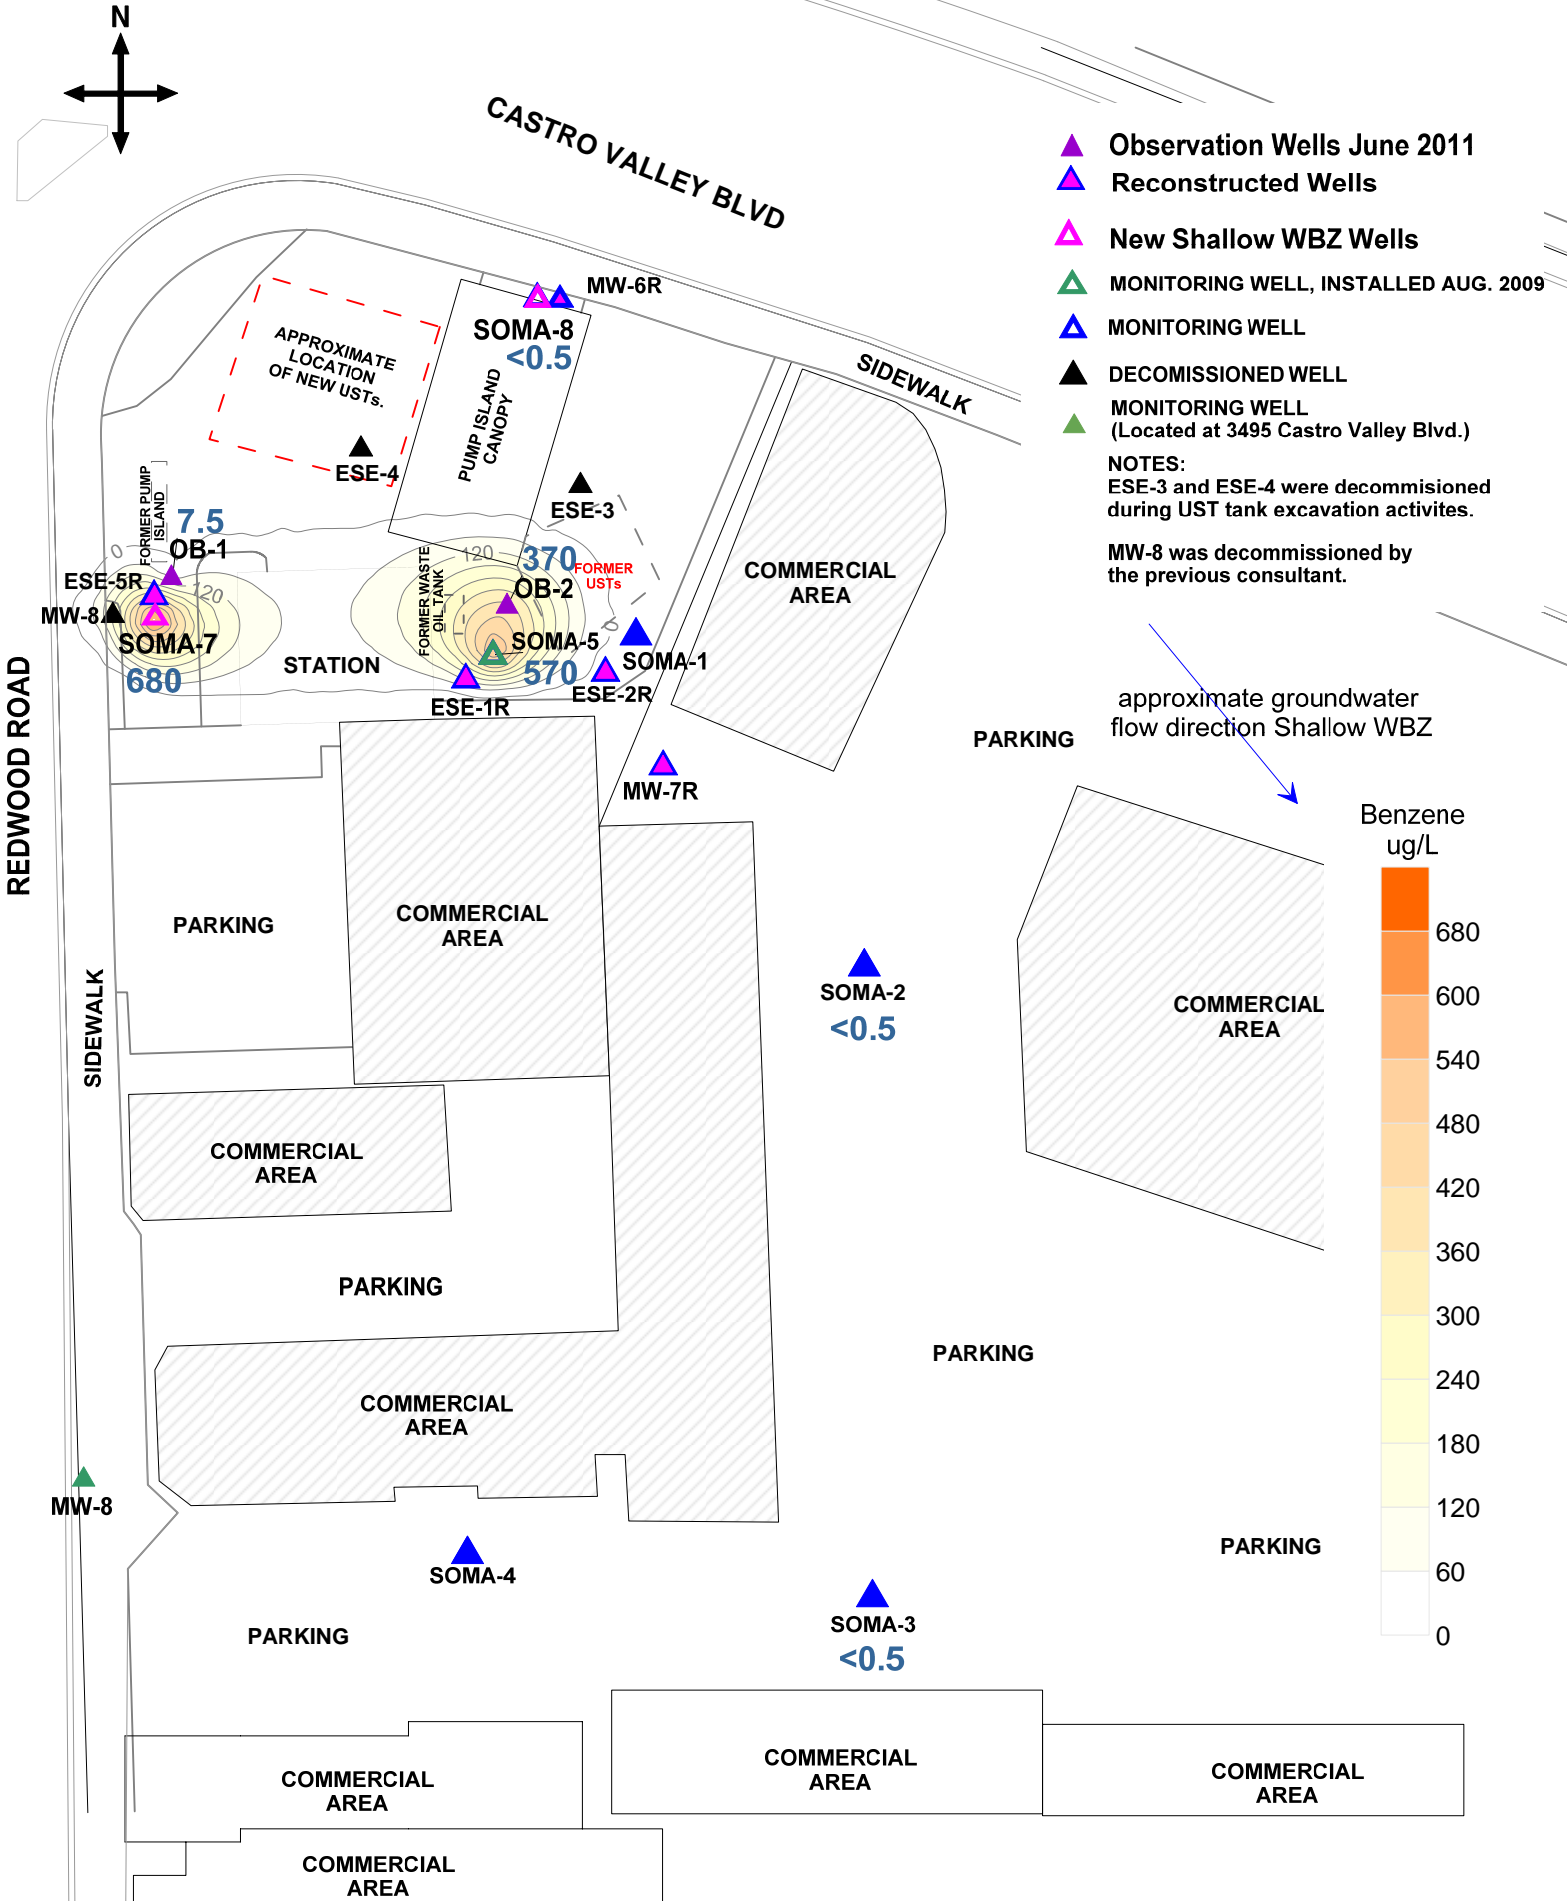 N
CASTRO VALLEY BLVD
Observation Wells June 2011
Reconstructed Wells
New Shallow WBZ Wells
MONITORING WELL, INSTALLED AUG. 2009
MONITORING WELL
DECOMISSIONED WELL
MONITORING WELL
(Located at 3495 Castro Valley Blvd.)
NOTES:
ESE-3 and ESE-4 were decommisioned
during UST tank excavation activites.
MW-8 was decommissioned by
the previous consultant.
approximate groundwater
flow direction Shallow WBZ
MW-6R
SOMA-8
<0.5
APPROXIMATE
LOCATION
OF NEW USTs.
PUMP ISLAND
CANOPY
SIDEWALK
ESE-4
ESE-3
FORMER PUMP
ISLAND
7.5
OB-1
0
120
ESE-5R
MW-8
SOMA-7
680
STATION
FORMER WASTE
OIL TANK
120
370
OB-2
FORMER
USTs
0
SOMA-5
570
SOMA-1
ESE-2R
ESE-1R
COMMERCIAL
AREA
MW-7R
PARKING
REDWOOD ROAD
SIDEWALK
PARKING
COMMERCIAL
AREA
SOMA-2
<0.5
COMMERCIAL
AREA
COMMERCIAL
AREA
PARKING
PARKING
COMMERCIAL
AREA
MW-8
SOMA-4
PARKING
PARKING
SOMA-3
<0.5
COMMERCIAL
AREA
COMMERCIAL
AREA
COMMERCIAL
AREA
COMMERCIAL
AREA
Benzene
ug/L
680
600
540
480
420
360
300
240
180
120
60
0